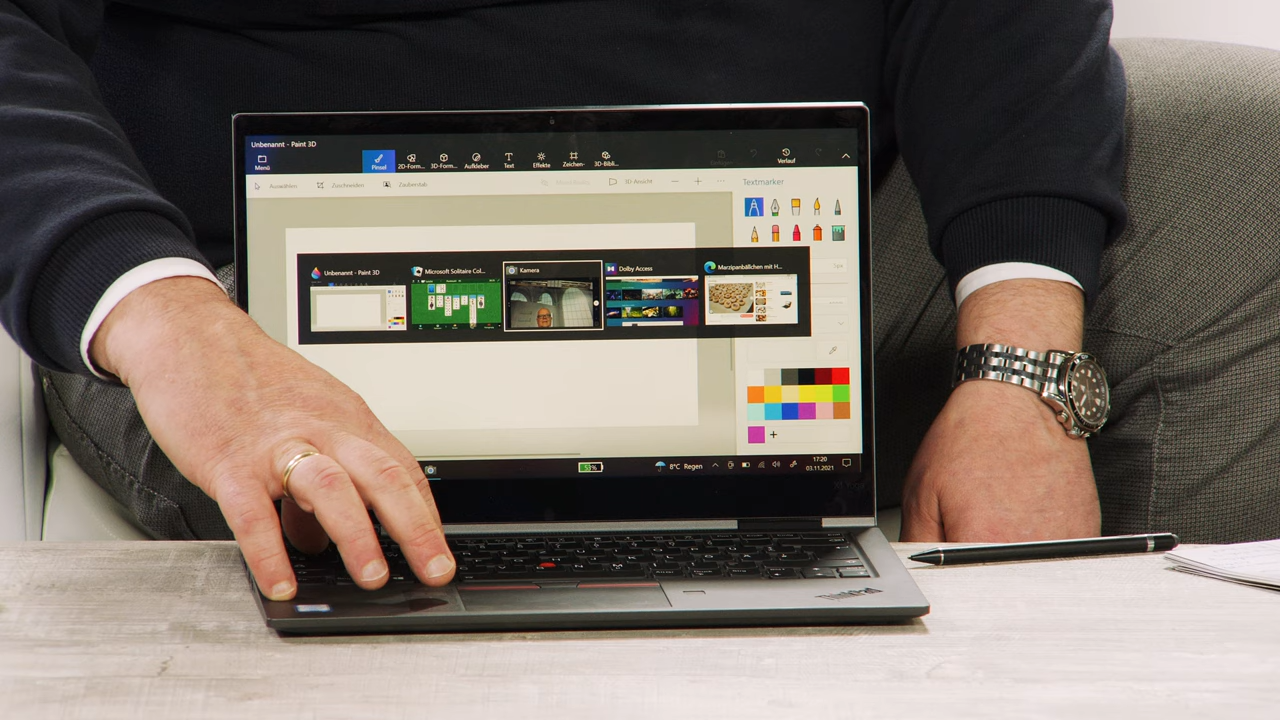 Unbenannt - Paint 3D
Menü
Pinsel
2D-Form...
3D-Form...
Aufkleber
Text
Effekte
Zeichen-
3D-Bibli...
Verlauf
Auswählen
Zuschneiden
Zauberstab
3D-Ansicht
Textmarker
Unbenannt - Paint 3D
Microsoft Solitaire Col...
Kamera
Dolby Access
Marzipanbällchen mit H...
8°C Regen
17:20
03.11.2021
ThinkPad